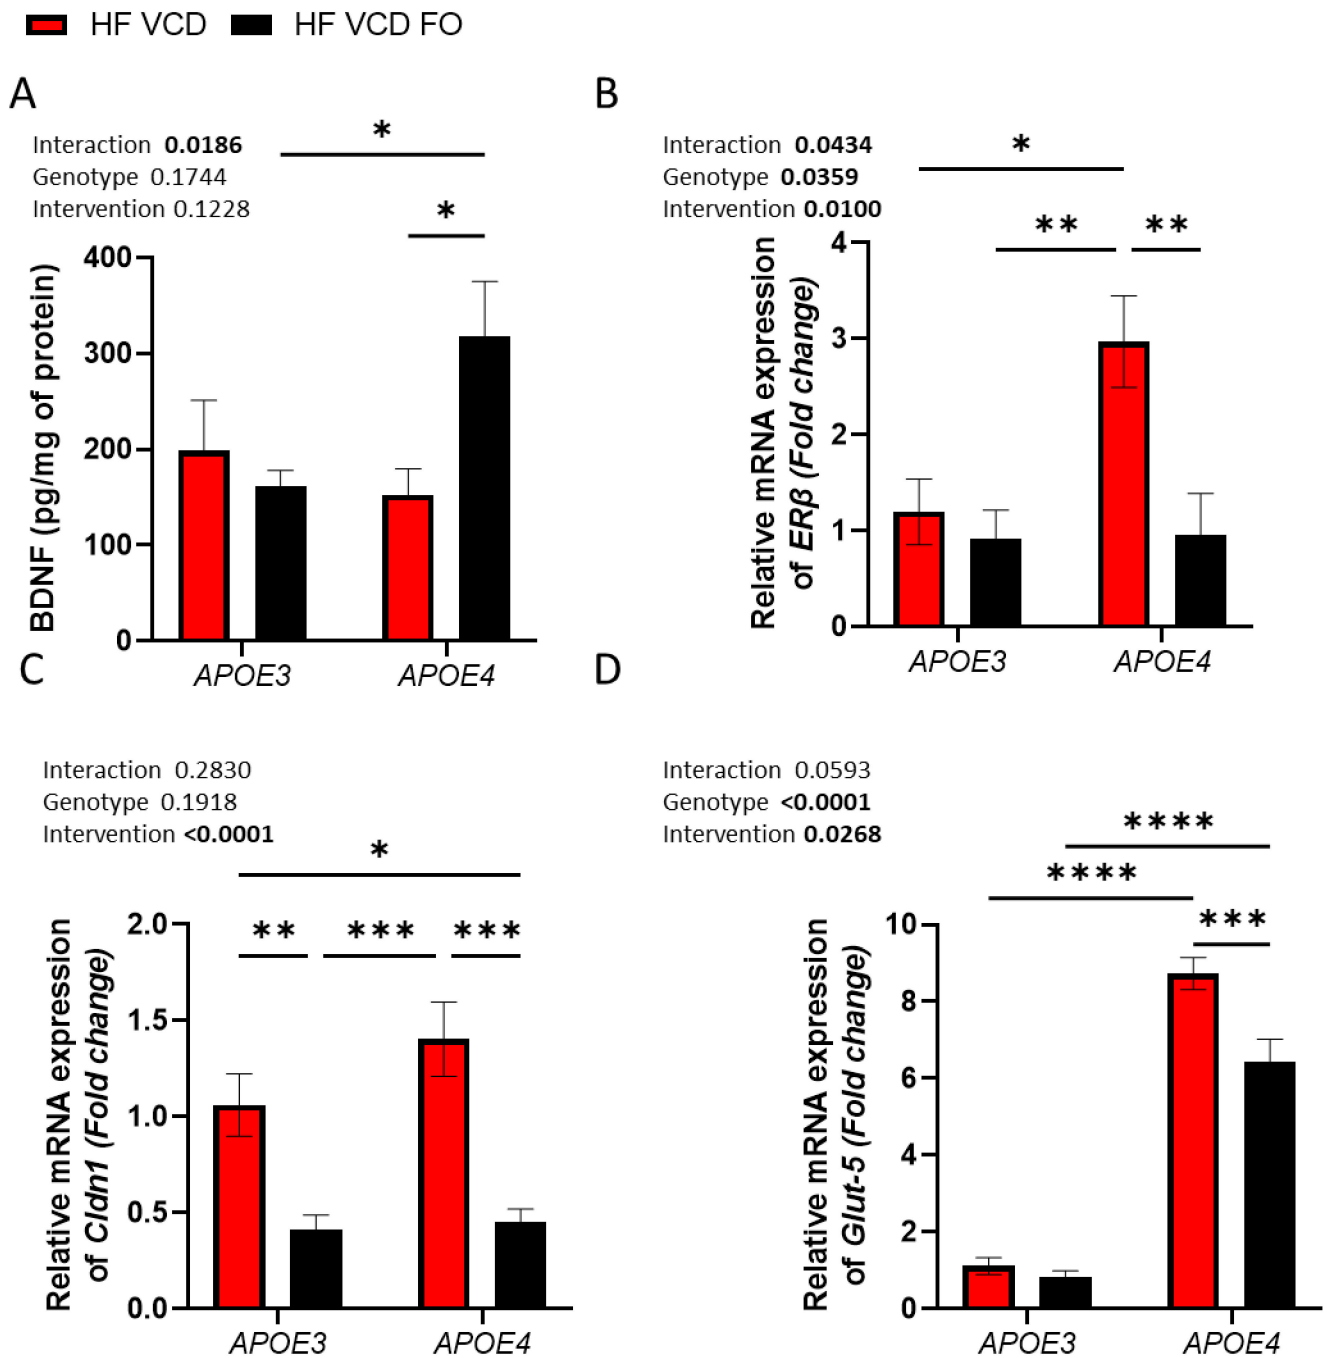 HF VCD HF VCD FO
A
Interaction 0.0186
Genotype 0.1744
Intervention 0.1228
*
*
BDNF (pg/mg of protein)
400
300
200
100
0
APOE3 APOE4
B
Interaction 0.0434
Genotype 0.0359
Intervention 0.0100
*
** **
Relative mRNA expression
of ERβ (Fold change)
4
3
2
1
0
APOE3 APOE4
C
Interaction 0.2830
Genotype 0.1918
Intervention <0.0001
*
** *** ***
Relative mRNA expression
of Cldn1 (Fold change)
2.0
1.5
1.0
0.5
0.0
APOE3 APOE4
D
Interaction 0.0593
Genotype <0.0001
Intervention 0.0268
****
****
***
Relative mRNA expression
of Glut-5 (Fold change)
10
8
6
4
2
0
APOE3 APOE4